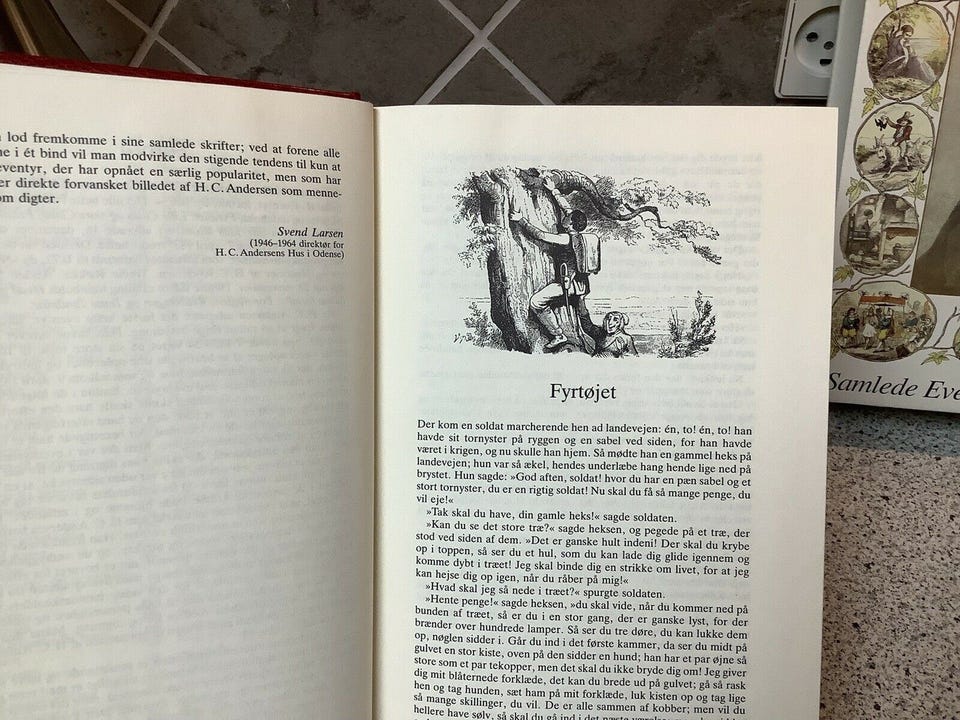 lod fremkomme i sine samlede skrifter; ved at forene alle
i ét bind vil man modvirke den stigende tendens til kun at
eventyr, der har opnået en særlig popularitet, men som har
er direkte forvansket billedet af H. C. Andersen som menne-
om digter.
Svend Larsen
(1946–1964 direktør for
H. C. Andersens Hus i Odense)
Fyrtøjet
Der kom en soldat marcherende hen ad landevejen: én, to! én, to! han
havde sit tornyster på ryggen og en sabel ved siden, for han havde
været i krigen, og nu skulle han hjem. Så mødte han en gammel heks på
landevejen; hun var så ækel, hendes underlæbe hang hende lige ned på
brystet. Hun sagde: »God aften, soldat! hvor du har en pæn sabel og et
stort tornyster, du er en rigtig soldat! Nu skal du få så mange penge, du
vil eje!«
»Tak skal du have, din gamle heks!« sagde soldaten.
»Kan du se det store træ?« sagde heksen, og pegede på et træ, der
stod ved siden af dem. »Det er ganske hult indeni! Der skal du krybe
op i toppen, så ser du et hul, som du kan lade dig glide igennem og
komme dybt i træet! Jeg skal binde dig en strikke om livet, for at jeg
kan hejse dig op igen, når du råber på mig!«
»Hvad skal jeg så nede i træet?« spurgte soldaten.
»Hente penge!« sagde heksen, »du skal vide, når du kommer ned på
bunden af træet, så er du i en stor gang, der er ganske lyst, for der
brænder over hundrede lamper. Så ser du tre døre, du kan lukke dem
op, nøglen sidder i. Går du ind i det første kammer, da ser du midt på
gulvet en stor kiste, oven på den sidder en hund; han har et par øjne så
store som et par tekopper, men det skal du ikke bryde dig om! Jeg giver
dig mit blåternede forklæde, det kan du brede ud på gulvet; gå så rask
hen og tag hunden, sæt ham på mit forklæde, luk kisten op og tag lige
så mange skillinger, du vil. De er alle sammen af kobber; men vil du
hellere have sølv, så skal du gå ind i det næste
Samlede Eve